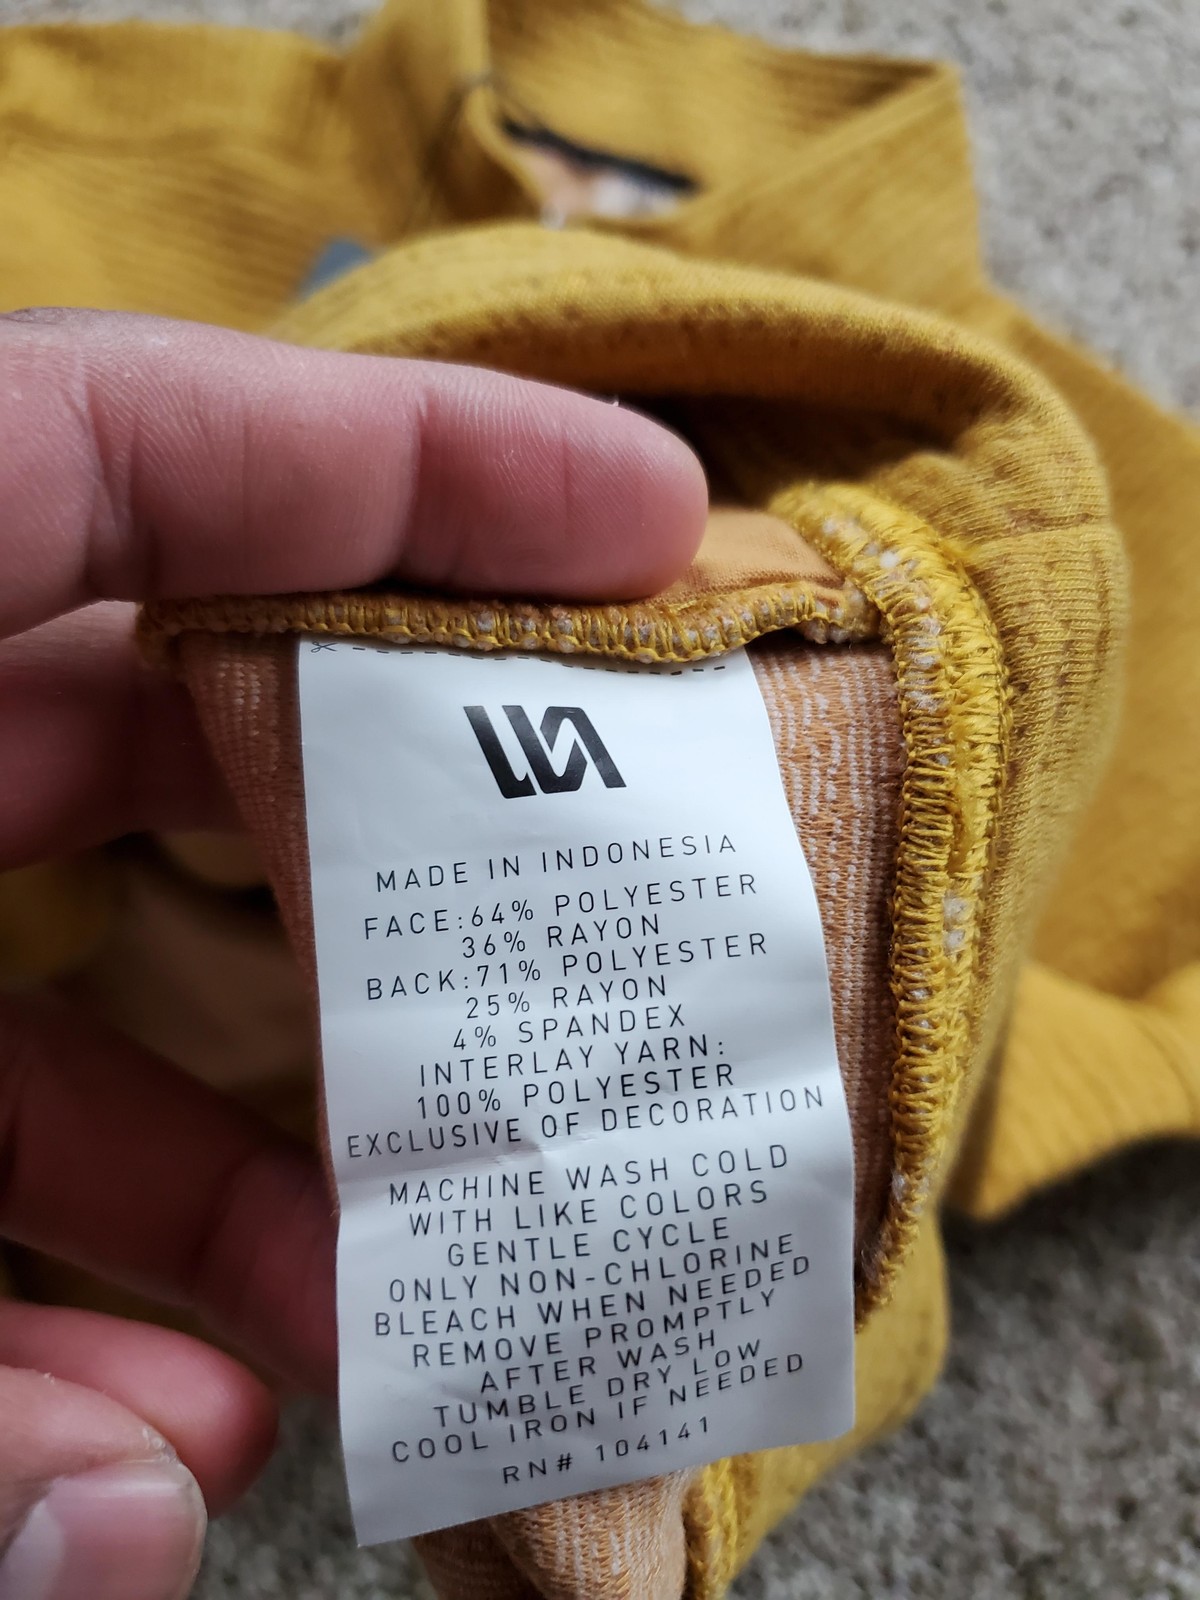 MADE IN INDONESIA
FACE:64% POLYESTER
36% RAYON
BACK:71% POLYESTER
25% RAYON
4% SPANDEX
INTERLAY YARN:
100% POLYESTER
EXCLUSIVE OF DECORATION
MACHINE WASH COLD
WITH LIKE COLORS
GENTLE CYCLE
ONLY NON-CHLORINE
BLEACH WHEN NEEDED
REMOVE PROMPTLY
AFTER WASH
TUMBLE DRY LOW
COOL IRON IF NEEDED
RN# 104141